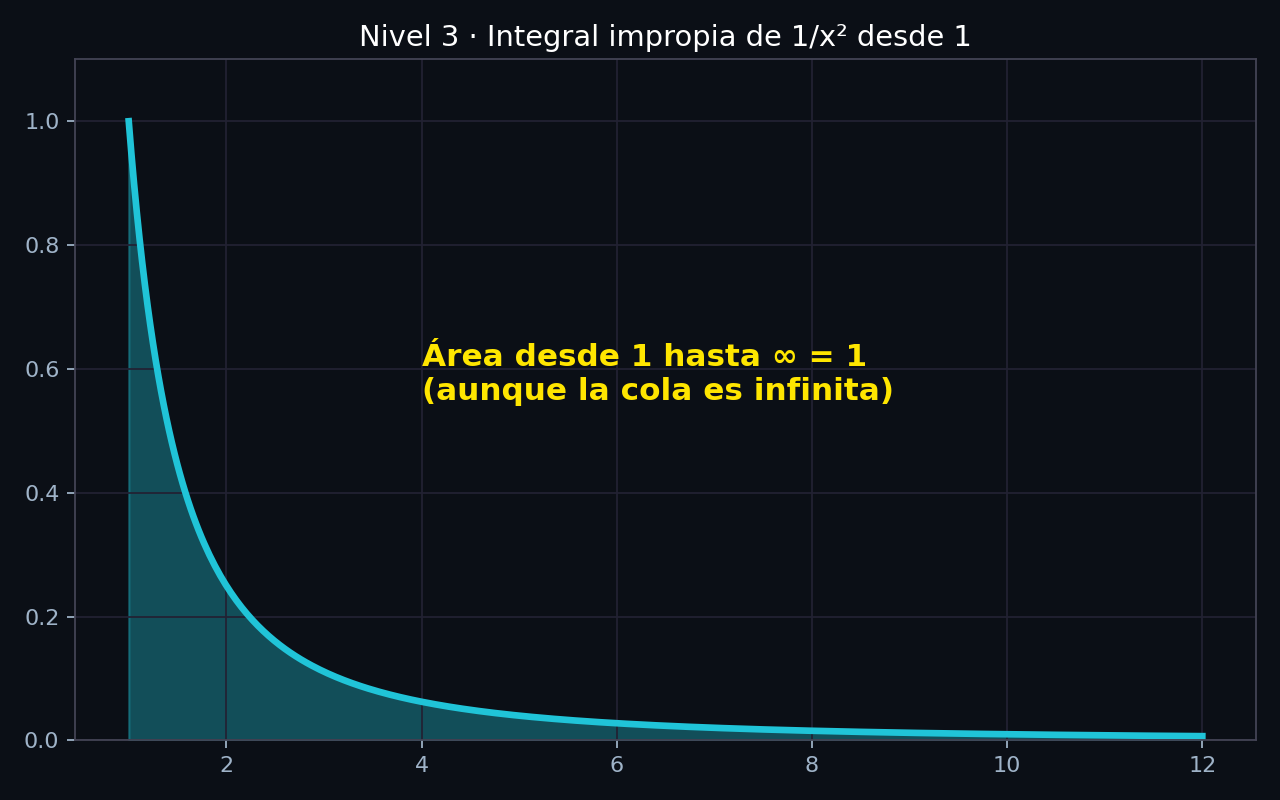 Nivel 3 · Integral impropia de 1/x² desde 1
1.0
0.8
Área desde 1 hasta ∞ = 1
(aunque la cola es infinita)
0.6
0.4
0.2
0.0
2 4 6 8 10 12